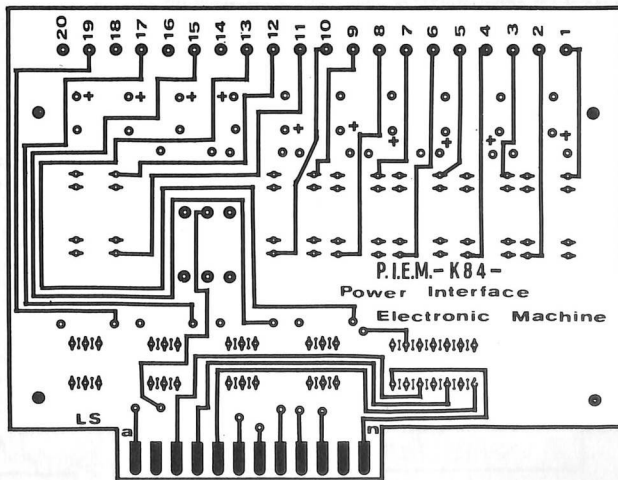 20 19 18 17 16 15 14 13 12 11 10 9 8 7 6 5 4 3 2 1
P.I.E.M.-K84-
Power Interface
Electronic Machine
LS
a n